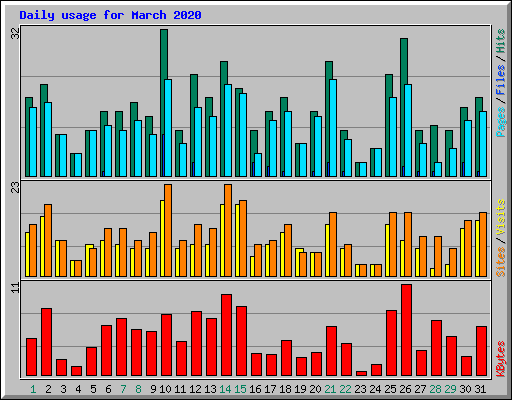 Daily usage for March 2020
32
Pages / Files / Hits
23
Sites / Visits
11
KBytes
1 2 3 4 5 6 7 8 9 10 11 12 13 14 15 16 17 18 19 20 21 22 23 24 25 26 27 28 29 30 31